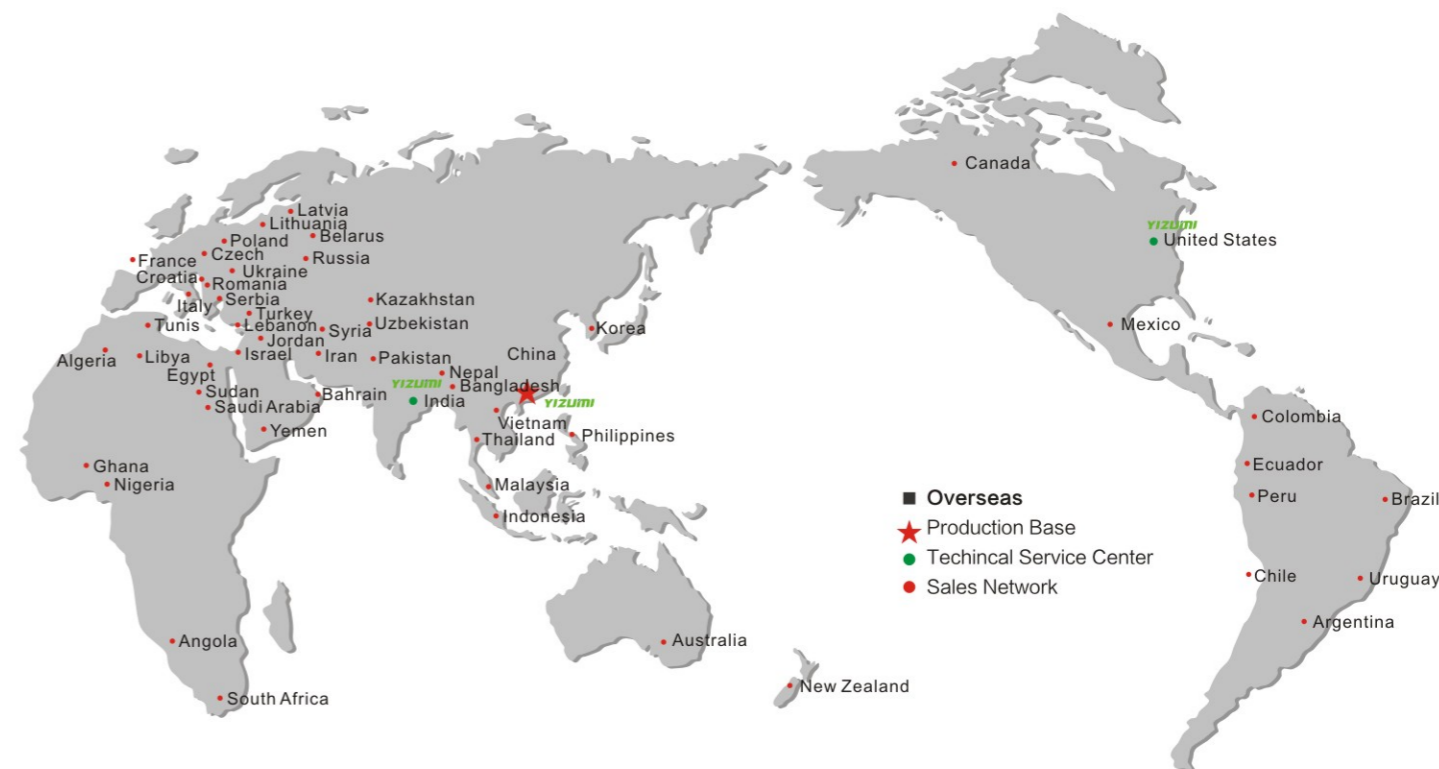 Canada
YIZUMI
United States
Latvia
Lithuania
Belarus
Poland
Czech
Russia
France
Ukraine
Croatia
Romania
Italy
Serbia
Kazakhstan
Turkey
Tunis
Lebanon
Syria
Uzbekistan
Korea
Mexico
Jordan
Algeria
Libya
Israel
Iran
Pakistan
China
Egypt
Nepal
YIZUMI
Bangladesh
Sudan
Bahrain
India
YIZUMI
Saudi Arabia
Vietnam
Colombia
Yemen
Thailand
Philippines
Ghana
Ecuador
Nigeria
Malaysia
Peru
Brazil
Indonesia
Overseas
Production Base
Techincal Service Center
Sales Network
Chile
Uruguay
Argentina
Angola
Australia
New Zealand
South Africa